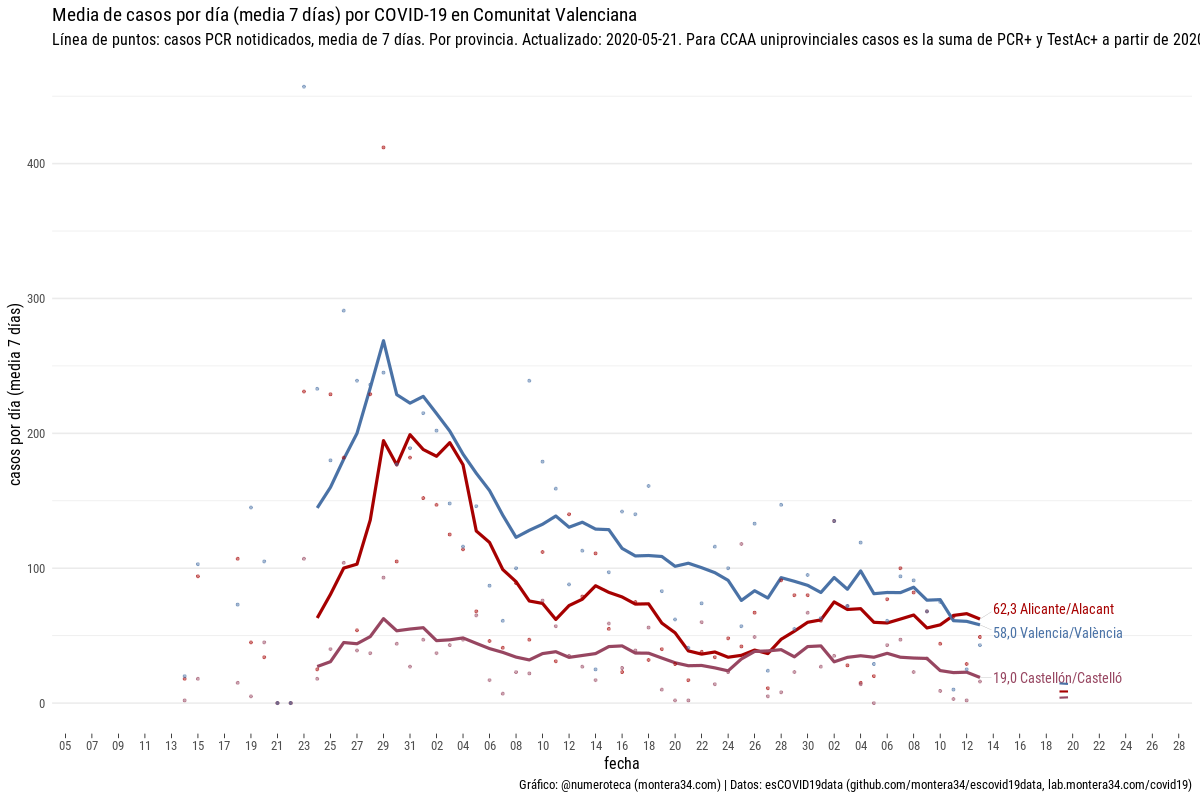 Media de casos por día (media 7 días) por COVID-19 en Comunitat Valenciana
Línea de puntos: casos PCR notidicados, media de 7 días. Por provincia. Actualizado: 2020-05-21. Para CCAA uniprovinciales casos es la suma de PCR+ y TestAc+ a partir de 2020
casos por día (media 7 días)
400
300
200
100
0
62,3 Alicante/Alacant
58,0 Valencia/València
19,0 Castellón/Castelló
05 07 09 11 13 15 17 19 21 23 25 27 29 31 02 04 06 08 10 12 14 16 18 20 22 24 26 28 30 02 04 06 08 10 12 14 16 18 20 22 24 26 28
fecha
Gráfico: @numeroteca (montera34.com) | Datos: esCOVID19data (github.com/montera34/escovid19data, lab.montera34.com/covid19)